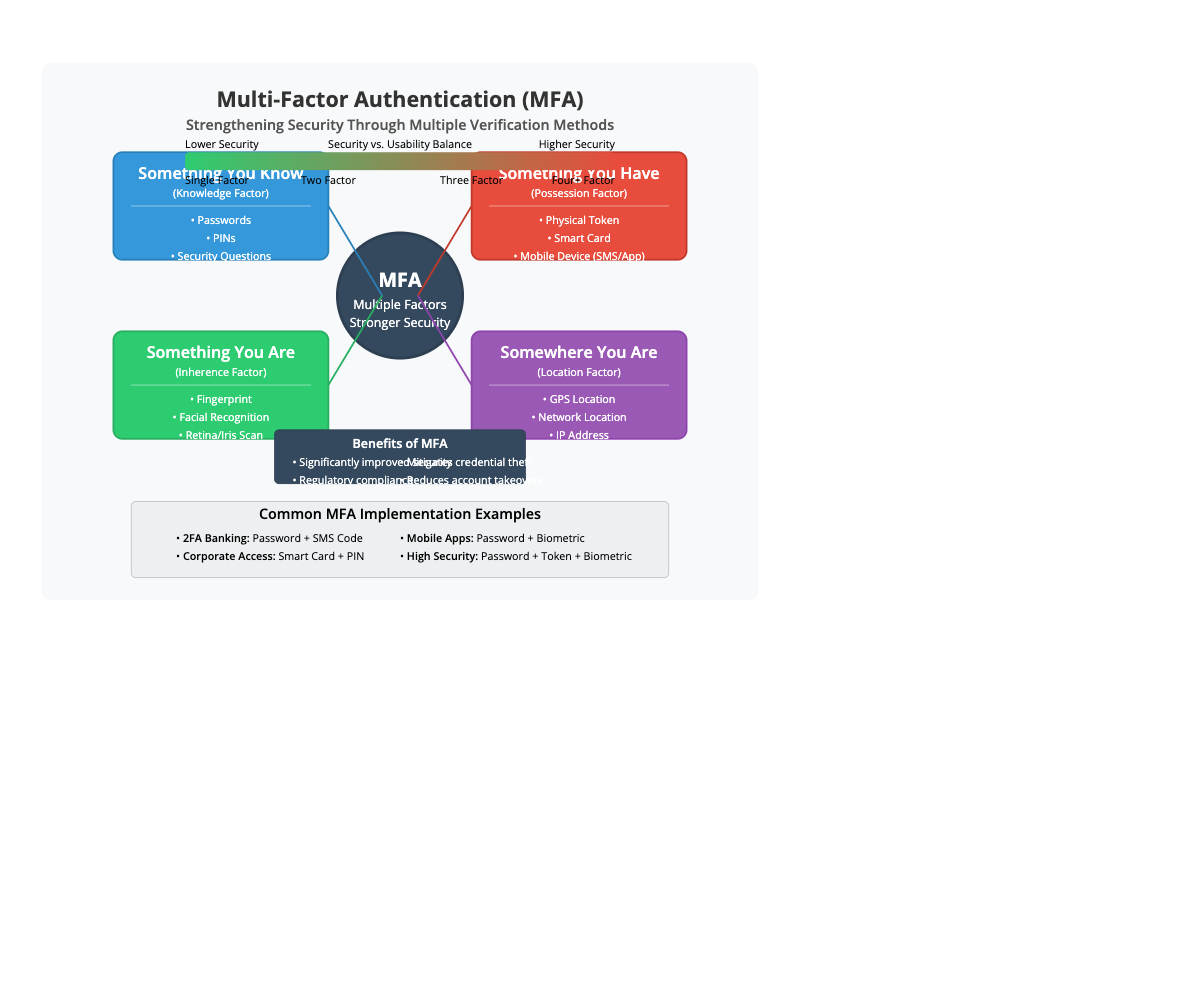 Multi-Factor Authentication (MFA)
Strengthening Security Through Multiple Verification Methods
Lower Security
Security vs. Usability Balance
Higher Security
Single Factor
Two Factor
Three Factor
Four+ Factor
Something You Know
(Knowledge Factor)
• Passwords
• PINs
• Security Questions
Something You Have
(Possession Factor)
• Physical Token
• Smart Card
• Mobile Device (SMS/App)
MFA
Multiple Factors
Stronger Security
Something You Are
(Inherence Factor)
• Fingerprint
• Facial Recognition
• Retina/Iris Scan
Somewhere You Are
(Location Factor)
• GPS Location
• Network Location
• IP Address
Benefits of MFA
• Significantly improved security
• Mitigates credential theft
• Regulatory compliance
• Reduces account takeover
Common MFA Implementation Examples
• 2FA Banking: Password + SMS Code
• Mobile Apps: Password + Biometric
• Corporate Access: Smart Card + PIN
• High Security: Password + Token + Biometric